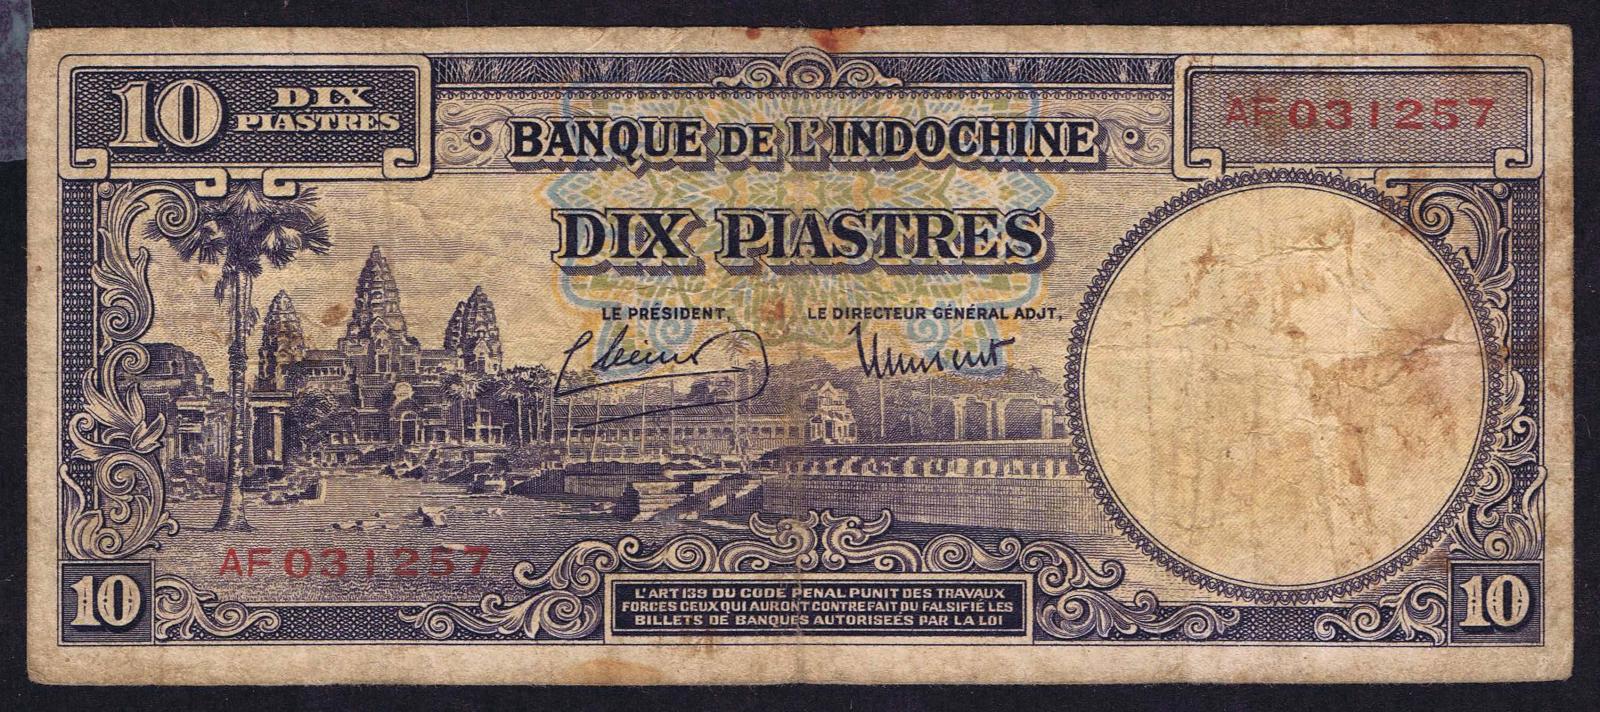 10 DIX
PIASTRES
AF 031257
BANQUE DE L'INDOCHINE
DIX PIASTRES
LE PRÉSIDENT,
LE DIRECTEUR GÉNÉRAL ADJT,
AF 031257
10
L'ART 139 DU CODE PENAL PUNIT DES TRAVAUX
FORCES CEUX QUI AURONT CONTREFAIT OU FALSIFIÉ LES
BILLETS DE BANQUES AUTORISEÉS PAR LA LOI
10